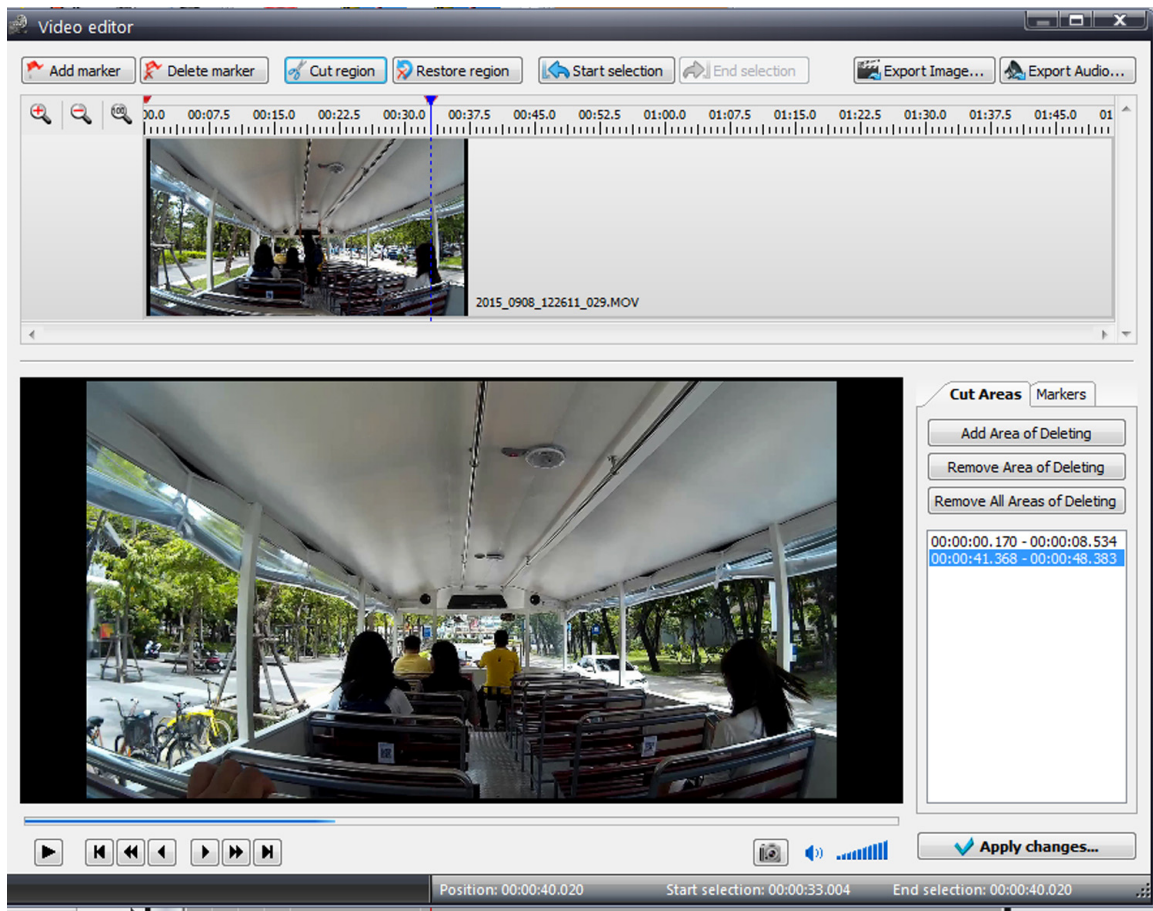 Video editor
Add marker Delete marker Cut region Restore region Start selection End selection Export Image... Export Audio...
00.0 00:07.5 00:15.0 00:22.5 00:30.0 00:37.5 00:45.0 00:52.5 01:00.0 01:07.5 01:15.0 01:22.5 01:30.0 01:37.5 01:45.0 01
100
2015_0908_122611_029.MOV
Cut Areas Markers
Add Area of Deleting
Remove Area of Deleting
Remove All Areas of Deleting
00:00:00.170 - 00:00:08.534
00:00:41.368 - 00:00:48.383
Apply changes...
Position: 00:00:40.020 Start selection: 00:00:33.004 End selection: 00:00:40.020